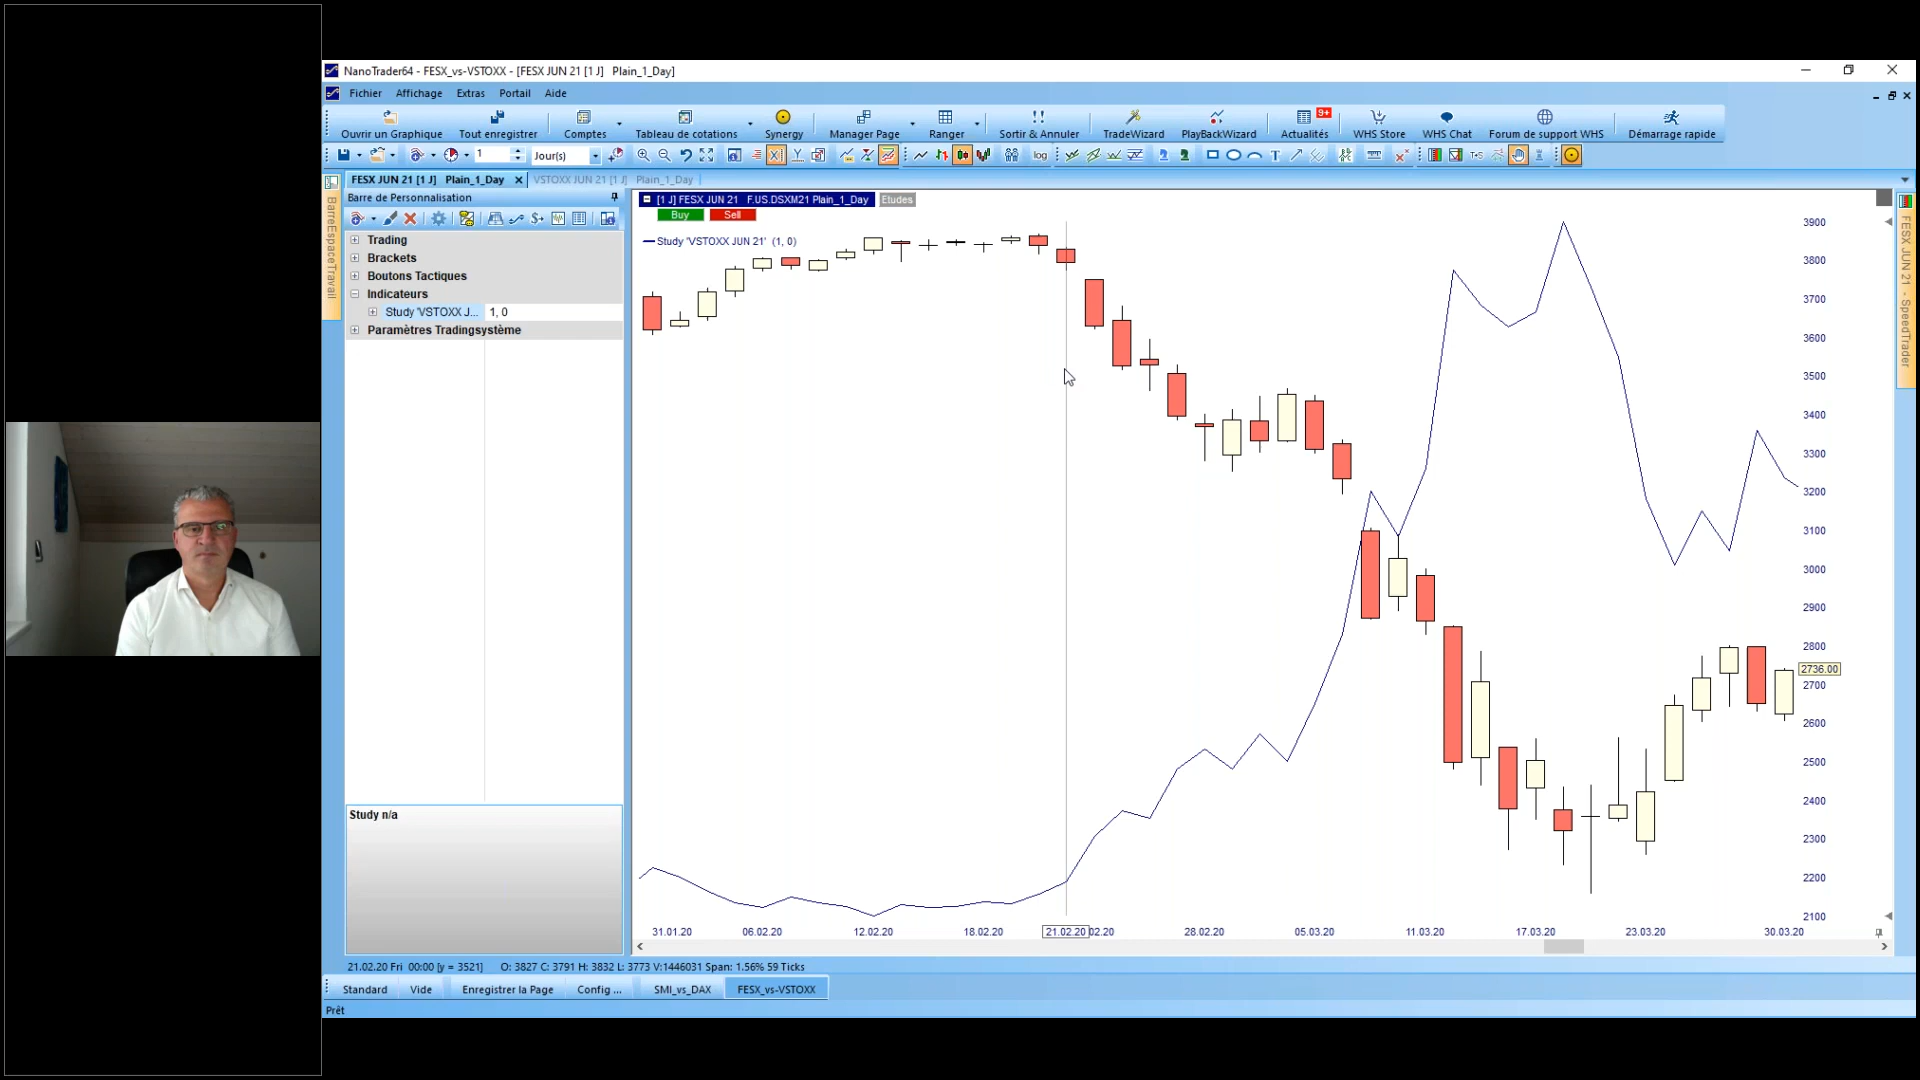 NanoTrader64 - FESX_vs-VSTOXX - [FESX JUN 21 [1 J] Plain_1_Day]
Fichier Affichage Extras Portail Aide
Ouvrir un Graphique Tout enregistrer Comptes Tableau de cotations Synergy Manager Page Ranger Sortir & Annuler TradeWizard PlayBackWizard Actualités 9+ WHS Store WHS Chat Forum de support WHS Démarrage rapide
1 Jour(s) log
FESX JUN 21 [1 J] Plain_1_Day VSTOXX JUN 21 [1 J] Plain_1_Day
Barre de Personnalisation
BarreEspaceTravail
Trading
Brackets
Boutons Tactiques
Indicateurs
Study 'VSTOXX J... 1, 0
Paramètres Tradingsystème
Study n/a
[1 J] FESX JUN 21 F.US.DSXM21 Plain_1_Day Etudes
Buy Sell
Study 'VSTOXX JUN 21' (1, 0)
3900
3800
3700
3600
3500
3400
3300
3200
3100
3000
2900
2800
2736.00
2700
2600
2500
2400
2300
2200
2100
31.01.20 06.02.20 12.02.20 18.02.20 21.02.20 02.20 28.02.20 05.03.20 11.03.20 17.03.20 23.03.20 30.03.20
FESX JUN 21 - SpeedTrader
21.02.20 Fri 00:00 [y = 3521] O: 3827 C: 3791 H: 3832 L: 3773 V:1446031 Span: 1.56% 59 Ticks
Standard Vide Enregistrer la Page Config ... SMI_vs_DAX FESX_vs-VSTOXX
Prêt